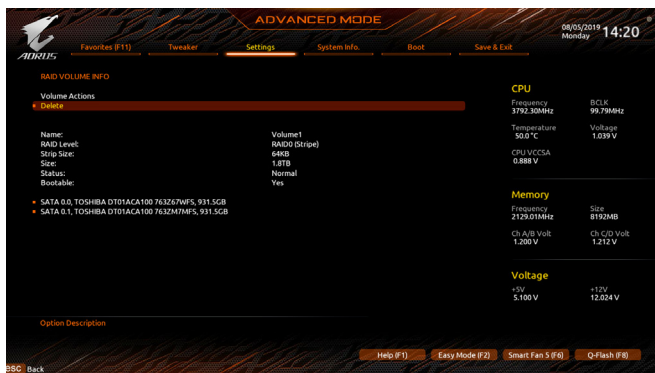 ADVANCED MODE
08/05/2019 Monday 14:20
AORUS
Favorites (F11) Tweaker Settings System Info. Boot Save & Exit
RAID VOLUME INFO
Volume Actions
Delete
Name: Volume1
RAID Level: RAID0 (Stripe)
Strip Size: 64KB
Size: 1.8TB
Status: Normal
Bootable: Yes
SATA 0.0, TOSHIBA DT01ACA100 763Z67WFS, 931.5GB
SATA 0.1, TOSHIBA DT01ACA100 763ZM7MFS, 931.5GB
CPU
Frequency BCLK
3792.30MHz 99.79MHz
Temperature Voltage
50.0 °C 1.039 V
CPU VCCSA
0.888 V
Memory
Frequency Size
2129.01MHz 8192MB
Ch A/B Volt Ch C/D Volt
1.200 V 1.212 V
Voltage
+5V +12V
5.100 V 12.024 V
Option Description
Help (F1) Easy Mode (F2) Smart Fan 5 (F6) Q-Flash (F8)
esc Back